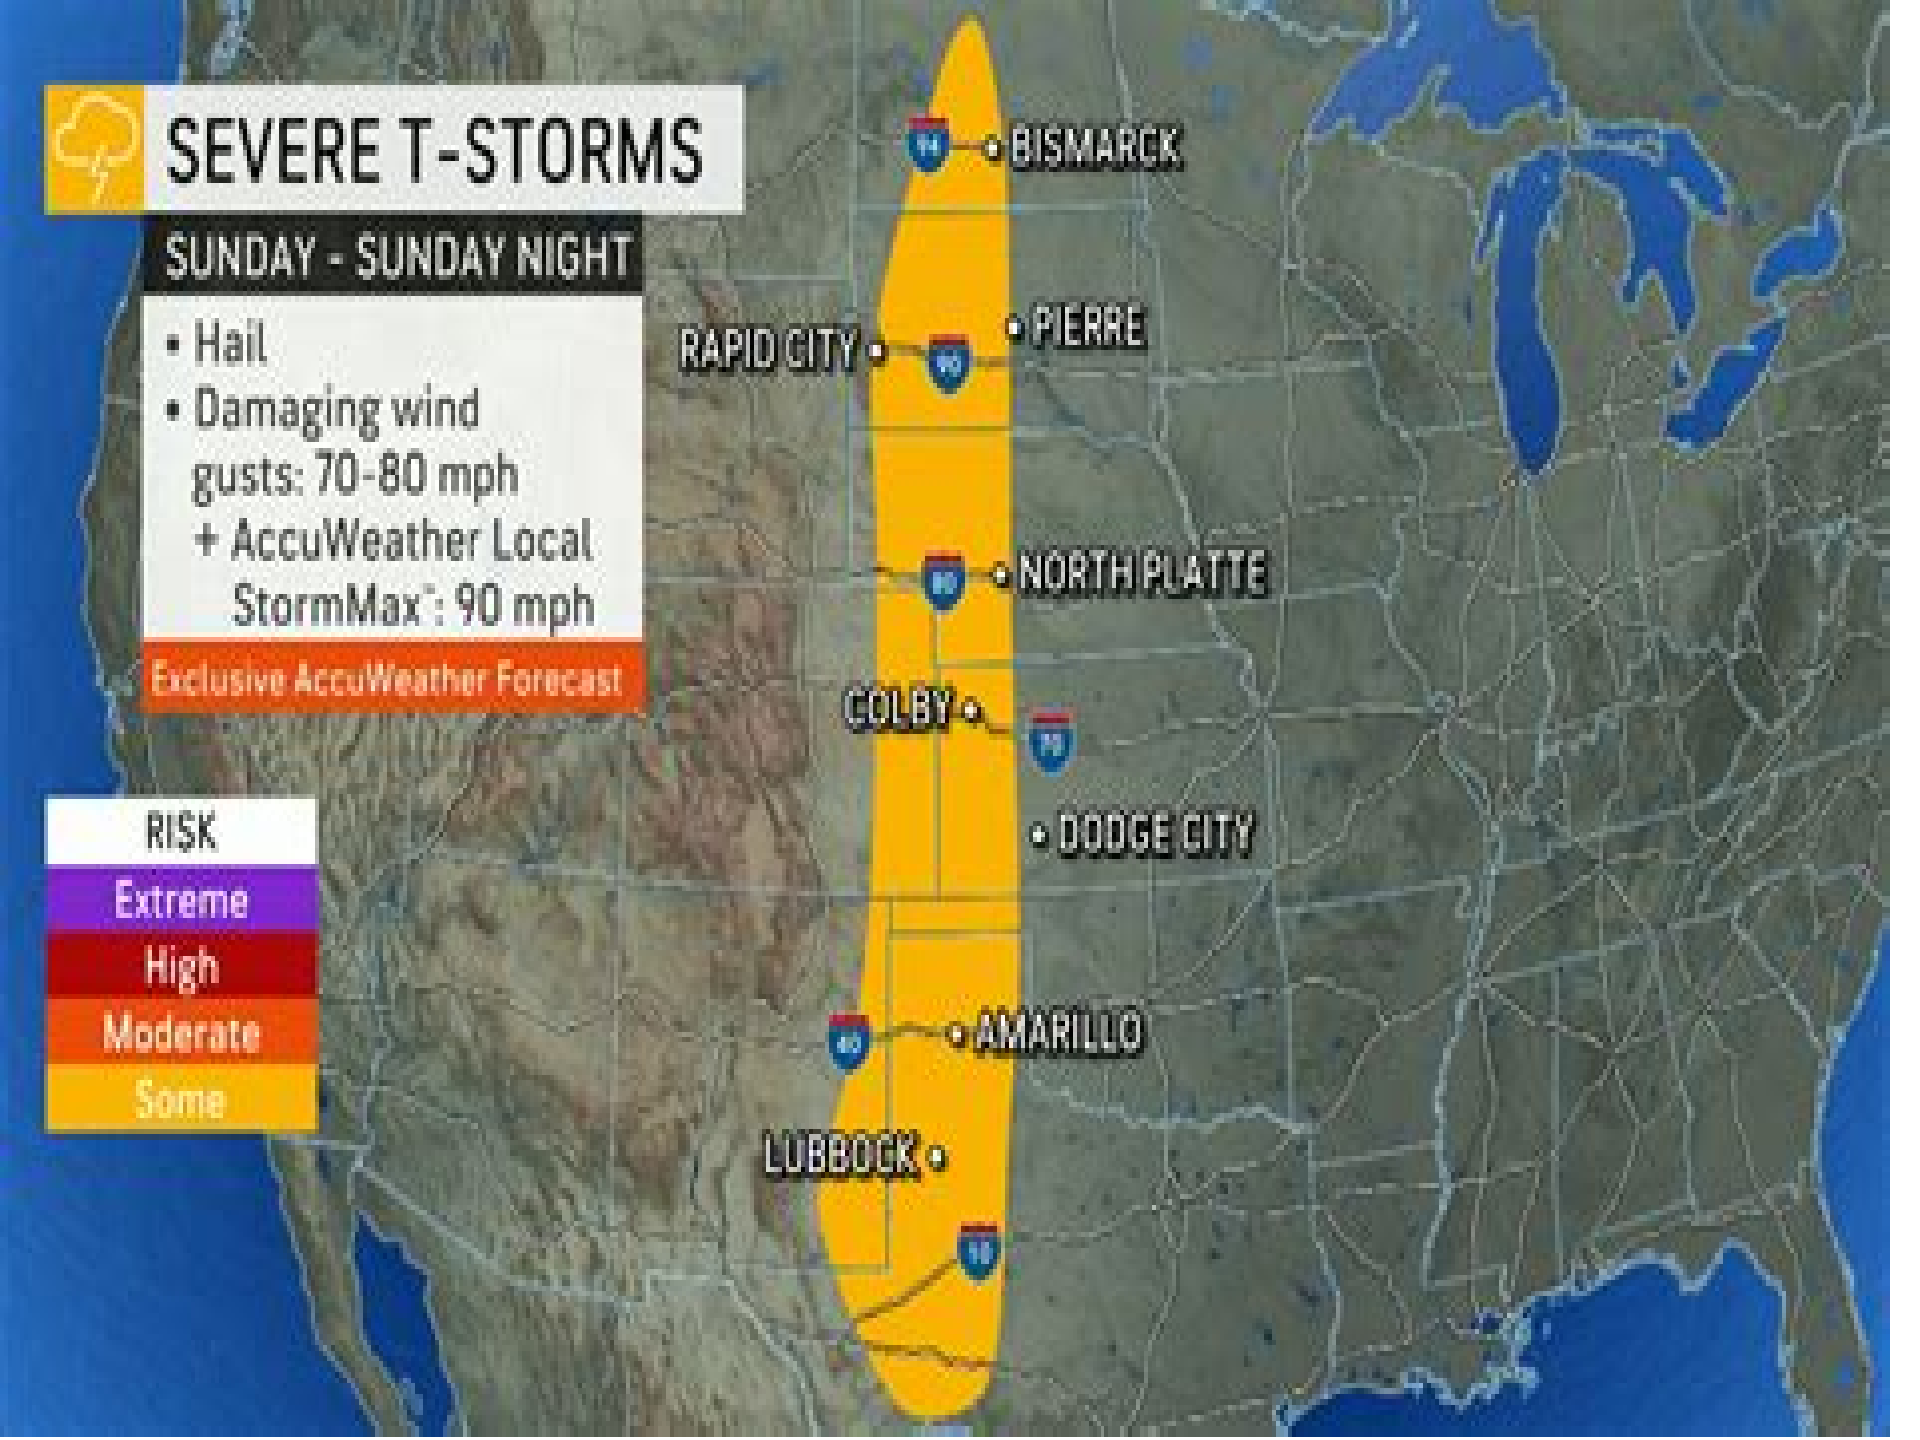 SEVERE T-STORMS
SUNDAY - SUNDAY NIGHT
• Hail
• Damaging wind
gusts: 70-80 mph
+ AccuWeather Local
StormMax™: 90 mph
Exclusive AccuWeather Forecast
RISK
Extreme
High
Moderate
Some
94
BISMARCK
PIERRE
RAPID CITY
90
80
NORTH PLATTE
COLBY
70
DODGE CITY
40
AMARILLO
LUBBOCK
10